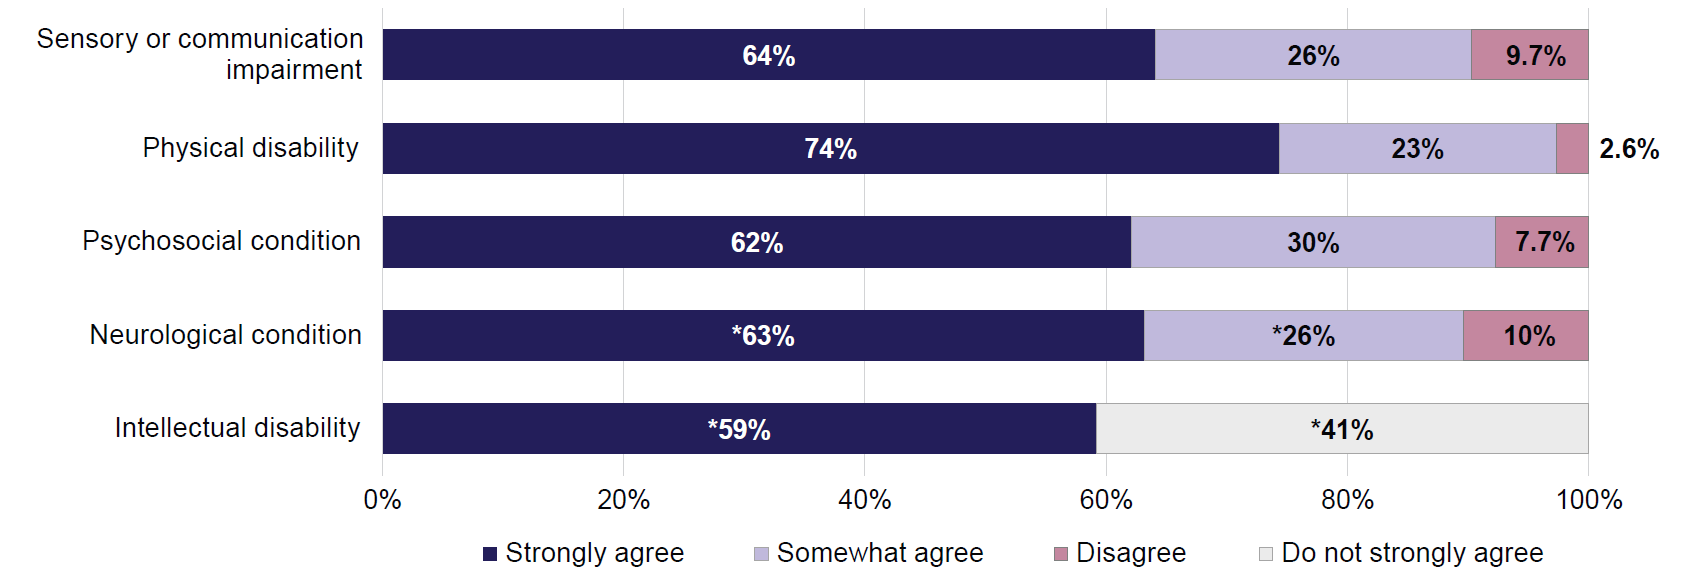 Sensory or communication
impairment
64%
26%
9.7%
Physical disability
74%
23%
2.6%
Psychosocial condition
62%
30%
7.7%
Neurological condition
*63%
*26%
10%
Intellectual disability
*59%
*41%
0%
20%
40%
60%
80%
100%
Strongly agree
Somewhat agree
Disagree
Do not strongly agree